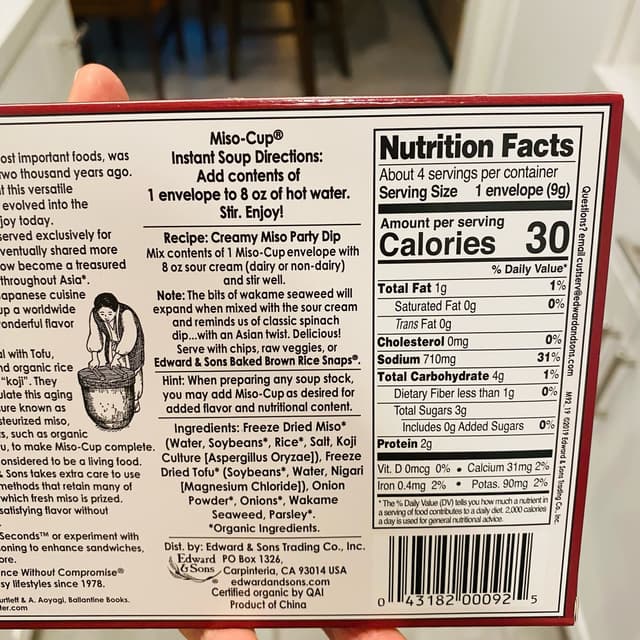 ost important foods, was
two thousand years ago.
t this versatile
evolved into the
joy today.
served exclusively for
ventually shared more
ow become a treasured
throughout Asia*.
apanese cuisine
up a worldwide
onderful flavor
al with Tofu,
nd organic rice
"koji". They
ulate this aging
ure known as
steurized miso,
s, such as organic
u, to make Miso-Cup complete.
onsidered to be a living food.
& Sons takes extra care to use
methods that retain many of
which fresh miso is prized.
satisfying flavor without
Seconds™ or experiment with
oning to enhance sandwiches,
ore.
nce Without Compromise®
sy lifestyles since 1978.
urtleff & A. Aoyagi, Ballantine Books.
ter.com
Miso-Cup®
Instant Soup Directions:
Add contents of
1 envelope to 8 oz of hot water.
Stir. Enjoy!
Recipe: Creamy Miso Party Dip
Mix contents of 1 Miso-Cup envelope with
8 oz sour cream (dairy or non-dairy)
and stir well.
Note: The bits of wakame seaweed will
expand when mixed with the sour cream
and reminds us of classic spinach
dip...with an Asian twist. Delicious!
Serve with chips, raw veggies, or
Edward & Sons Baked Brown Rice Snaps®.
Hint: When preparing any soup stock,
you may add Miso-Cup as desired for
added flavor and nutritional content.
Ingredients: Freeze Dried Miso*
(Water, Soybeans*, Rice*, Salt, Koji
Culture [Aspergillus Oryzae]), Freeze
Dried Tofu* (Soybeans*, Water, Nigari
[Magnesium Chloride]), Onion
Powder*, Onions*, Wakame
Seaweed, Parsley*.
*Organic Ingredients.
Dist. by: Edward & Sons Trading Co., Inc.
Edward & Sons
PO Box 1326,
Carpinteria, CA 93014 USA
edwardandsons.com
Certified organic by QAI
Product of China
Nutrition Facts
About 4 servings per container
Serving Size 1 envelope (9g)
Amount per serving
Calories 30
% Daily Value*
Total Fat 1g 1%
Saturated Fat 0g 0%
Trans Fat 0g
Cholesterol 0mg 0%
Sodium 710mg 31%
Total Carbohydrate 4g 1%
Dietary Fiber less than 1g 0%
Total Sugars 3g
Includes 0g Added Sugars 0%
Protein 2g
Vit. D 0mcg 0% • Calcium 31mg 2%
Iron 0.4mg 2% • Potas. 90mg 2%
*The % Daily Value (DV) tells you how much a nutrient in
a serving of food contributes to a daily diet. 2,000 calories
a day is used for general nutritional advice.
0 43182 00092 5
Questions? email custserv@edwardandsons.com
M92 19 ©2019 Edward & Sons Trading Co., Inc.